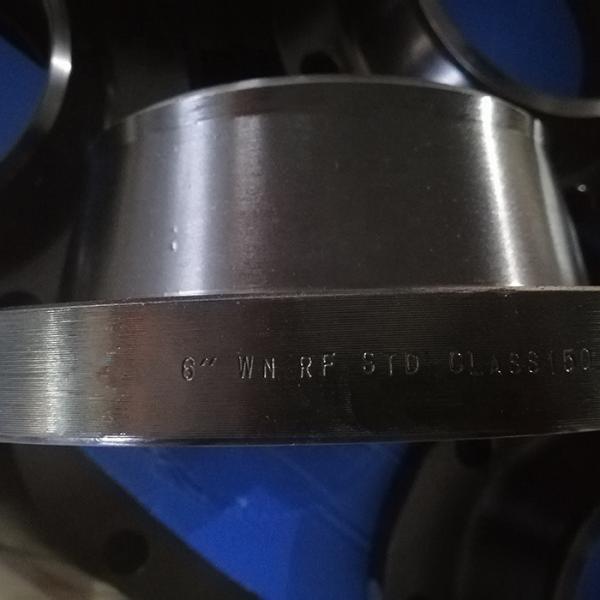 6" WN RF STD CLASS150